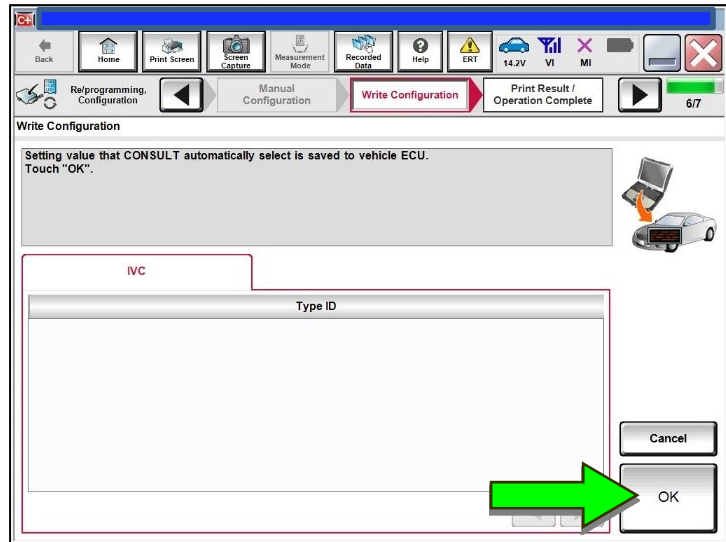 C+
Back
Home
Print Screen
Screen
Capture
Measurement
Mode
Recorded
Data
Help
ERT
14.2V
VI
MI
Re/programming,
Configuration
Manual
Configuration
Write Configuration
Print Result /
Operation Complete
6/7
Write Configuration
Setting value that CONSULT automatically select is saved to vehicle ECU.
Touch "OK".
IVC
Type ID
Cancel
OK